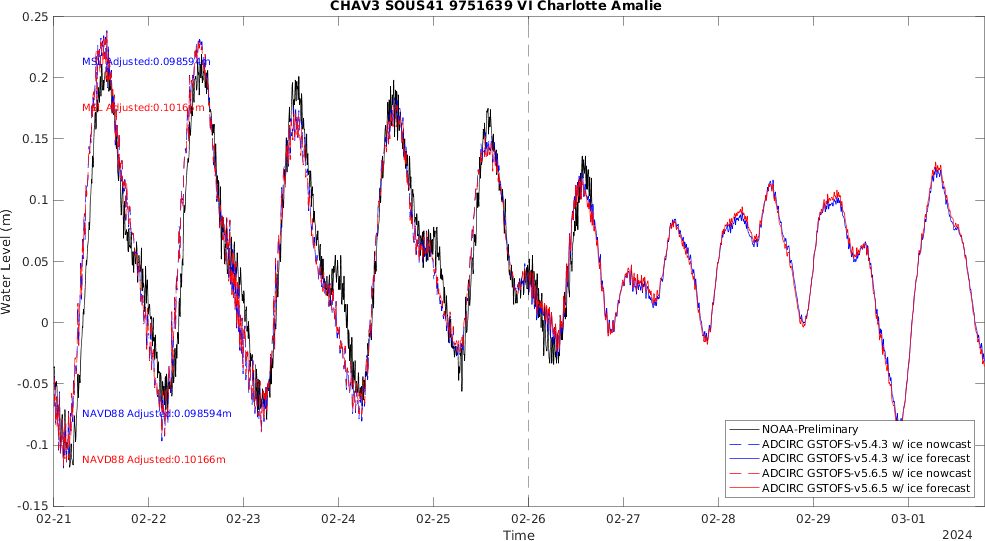 CHAV3 SOUS41 9751639 VI Charlotte Amalie
0.25
0.2
0.15
0.1
0.05
0
-0.05
-0.1
-0.15
Water Level (m)
MSL Adjusted:0.098594m
MSL Adjusted:0.10166m
NAVD88 Adjusted:0.098594m
NAVD88 Adjusted:0.10166m
NOAA-Preliminary
ADCIRC GSTOFS-v5.4.3 w/ ice nowcast
ADCIRC GSTOFS-v5.4.3 w/ ice forecast
ADCIRC GSTOFS-v5.6.5 w/ ice nowcast
ADCIRC GSTOFS-v5.6.5 w/ ice forecast
02-21 02-22 02-23 02-24 02-25 02-26 02-27 02-28 02-29 03-01
Time
2024